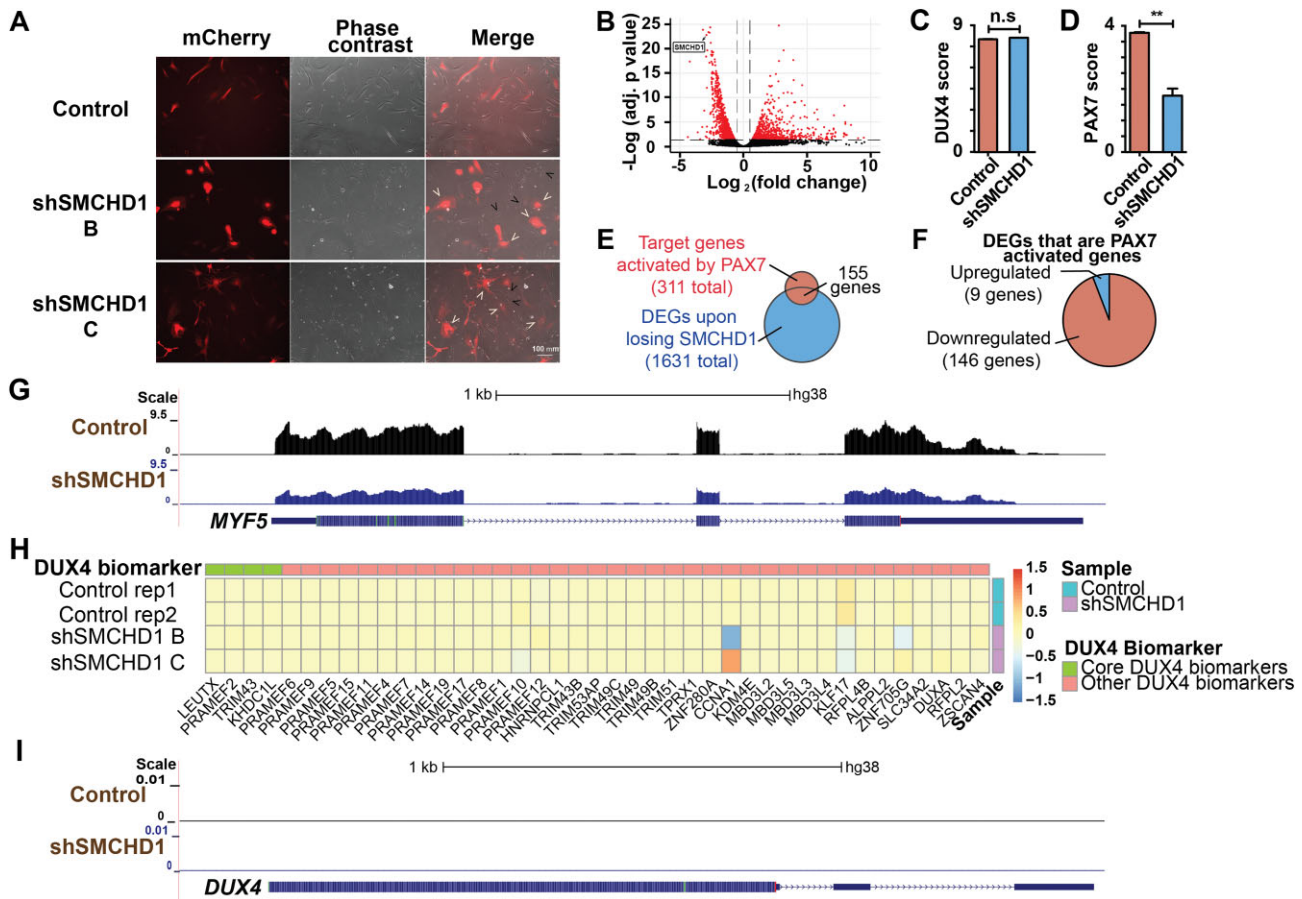 A
mCherry
Phase
contrast
Merge
Control
shSMCHD1
B
shSMCHD1
C
100 mm
B
-Log (adj. p value)
25
20
15
10
5
0
SMCHD1
-5
0
5
10
Log2(fold change)
C
DUX4 score
9
0
n.s
Control
shSMCHD1
D
PAX7 score
4
0
**
Control
shSMCHD1
E
Target genes
activated by PAX7
(311 total)
155
genes
DEGs upon
losing SMCHD1
(1631 total)
F
DEGs that are PAX7
activated genes
Upregulated
(9 genes)
Downregulated
(146 genes)
G
Scale
1 kb
hg38
Control
9.5
0
shSMCHD1
9.5
0
MYF5
H
DUX4 biomarker
Control rep1
Control rep2
shSMCHD1 B
shSMCHD1 C
LEUTX
PRAMEF2
TRIM43
KHDC1L
PRAMEF6
PRAMEF9
PRAMEF5
PRAMEF15
PRAMEF11
PRAMEF4
PRAMEF7
PRAMEF14
PRAMEF19
PRAMEF17
PRAMEF8
PRAMEF1
PRAMEF10
PRAMEF12
HNRNPCL1
TRIM43B
TRIM53AP
TRIM49C
TRIM49
TRIM49B
TRIM51
TPRX1
ZNF280A
CCNA1
KDM4E
MBD3L2
MBD3L5
MBD3L3
MBD3L4
KLF17
RFPL4B
ALPPL2
ZNF705G
SLC34A2
DUXA
RFPL2
ZSCAN4
Sample
1.5
1
0.5
0
−0.5
−1
−1.5
Sample
Control
shSMCHD1
DUX4 Biomarker
Core DUX4 biomarkers
Other DUX4 biomarkers
I
Scale
1 kb
hg38
Control
0.01
0
shSMCHD1
0.01
0
DUX4